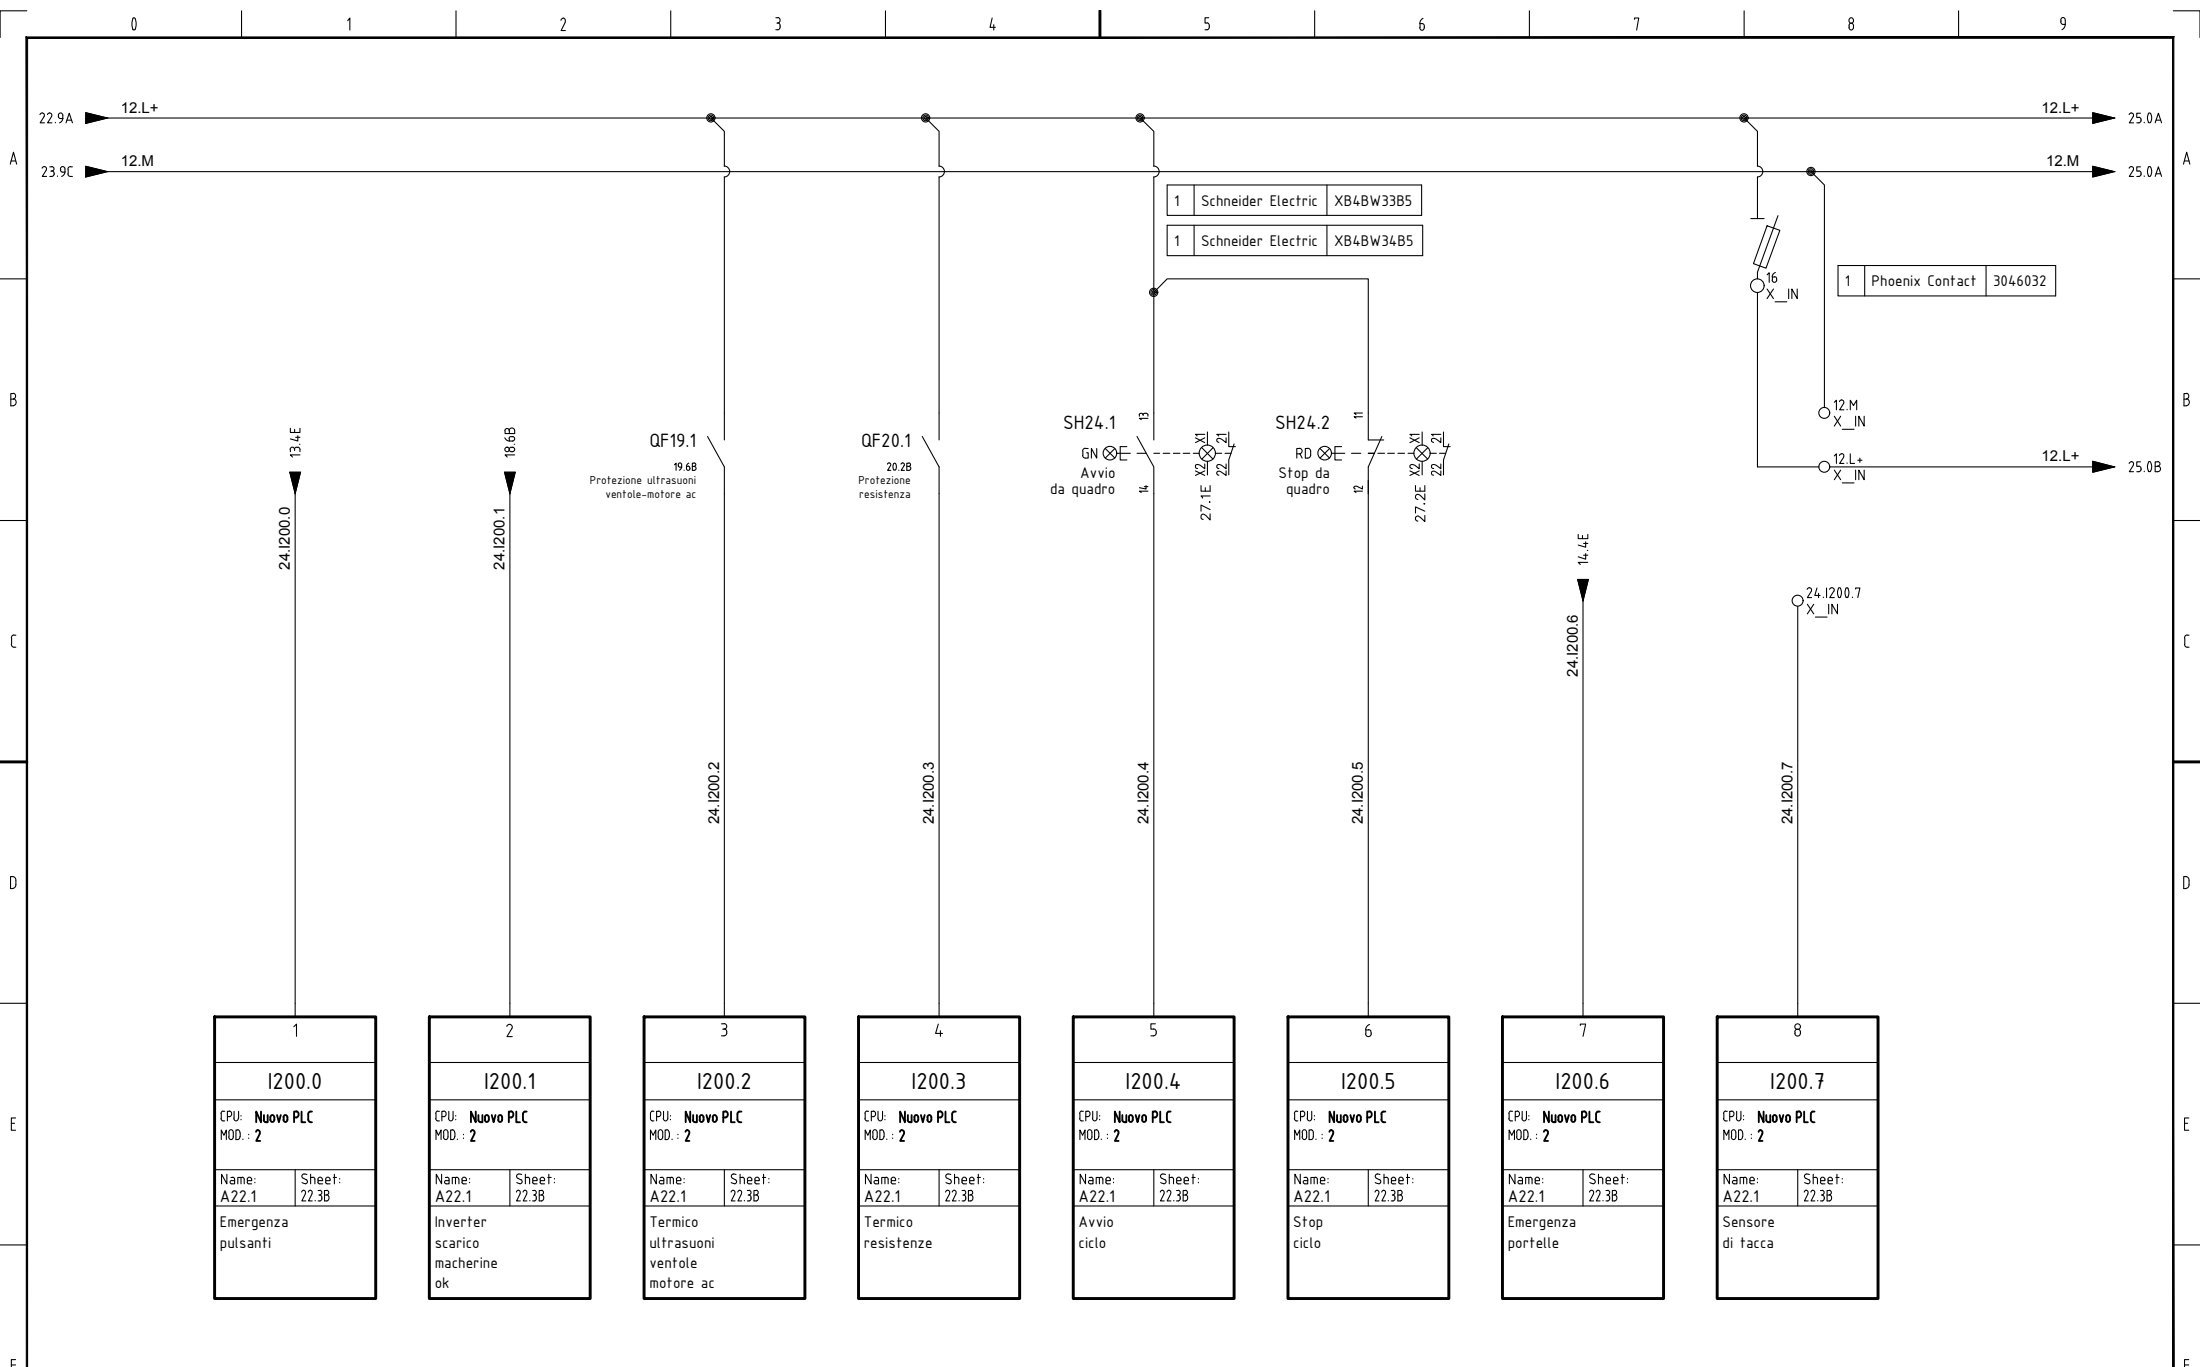 0 1 2 3 4 5 6 7 8 9
22.9A 12.L+ 12.L+ 25.0A
A A
23.9C 12.M 12.M 25.0A
1 Schneider Electric XB4BW33B5
1 Schneider Electric XB4BW34B5
1 Phoenix Contact 3046032
16
X_IN
B B
12.M
X_IN
12.L+
X_IN
12.L+ 25.0B
13.4E
24.I200.0
18.6B
24.I200.1
QF19.1
19.6B
Protezione ultrasuoni
ventole-motore ac
QF20.1
20.2B
Protezione
resistenza
SH24.1
GN
Avvio
da quadro
13
14
X1
X2
21
22
27.1E
SH24.2
RD
Stop da
quadro
11
12
X1
X2
21
22
27.2E
C C
14.4E
24.I200.6
24.I200.7
X_IN
24.I200.2
24.I200.3
24.I200.4
24.I200.5
24.I200.7
D D
E E
1
I200.0
CPU: Nuovo PLC
MOD. : 2
Name: Sheet:
A22.1 22.3B
Emergenza
pulsanti
2
I200.1
CPU: Nuovo PLC
MOD. : 2
Name: Sheet:
A22.1 22.3B
Inverter
scarico
macherine
ok
3
I200.2
CPU: Nuovo PLC
MOD. : 2
Name: Sheet:
A22.1 22.3B
Termico
ultrasuoni
ventole
motore ac
4
I200.3
CPU: Nuovo PLC
MOD. : 2
Name: Sheet:
A22.1 22.3B
Termico
resistenze
5
I200.4
CPU: Nuovo PLC
MOD. : 2
Name: Sheet:
A22.1 22.3B
Avvio
ciclo
6
I200.5
CPU: Nuovo PLC
MOD. : 2
Name: Sheet:
A22.1 22.3B
Stop
ciclo
7
I200.6
CPU: Nuovo PLC
MOD. : 2
Name: Sheet:
A22.1 22.3B
Emergenza
portelle
8
I200.7
CPU: Nuovo PLC
MOD. : 2
Name: Sheet:
A22.1 22.3B
Sensore
di tacca